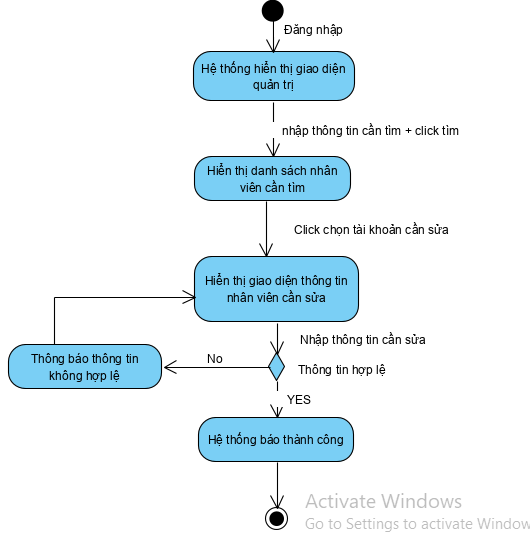 Đăng nhập
Hệ thống hiển thị giao diện
quản trị
nhập thông tin cần tìm + click tìm
Hiển thị danh sách nhân
viên cần tìm
Click chọn tài khoản cần sửa
Hiển thị giao diện thông tin
nhân viên cần sửa
Nhập thông tin cần sửa
Thông báo thông tin
không hợp lệ
No
Thông tin hợp lệ
YES
Hệ thống báo thành công
Activate Windows
Go to Settings to activate Window